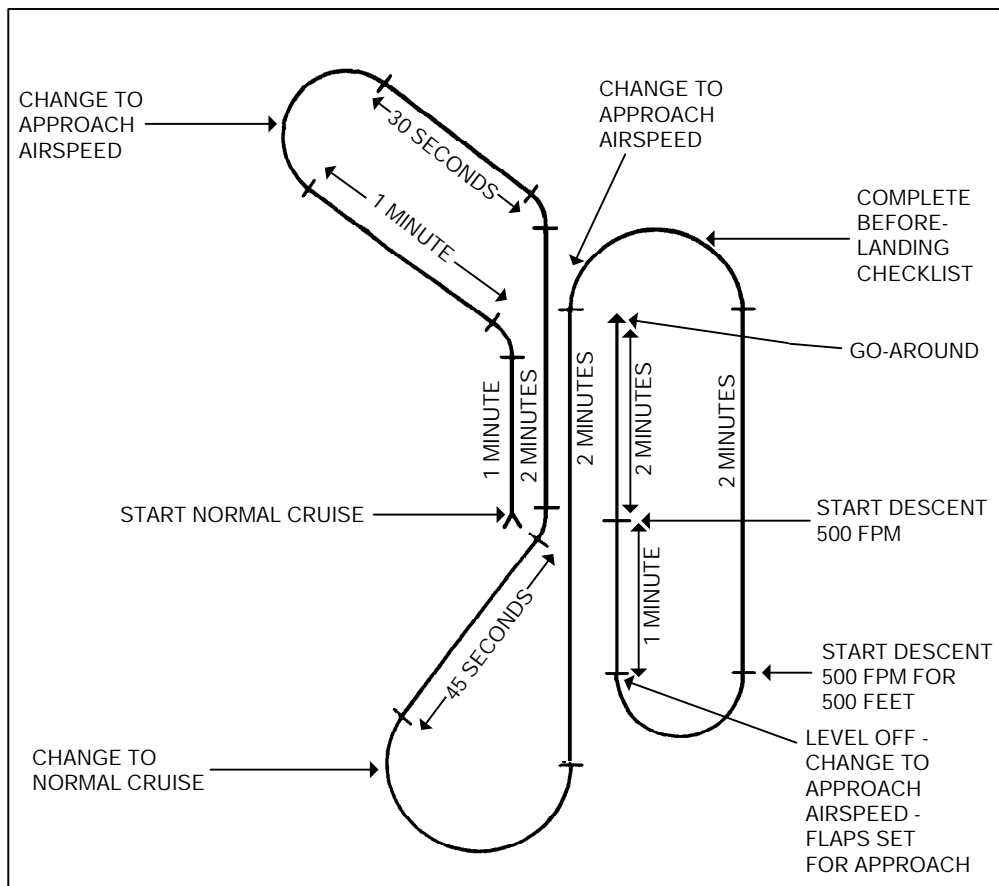 CHANGE TO
APPROACH
AIRSPEED
30 SECONDS
1 MINUTE
CHANGE TO
APPROACH
AIRSPEED
COMPLETE
BEFORE-
LANDING
CHECKLIST
GO-AROUND
1 MINUTE
2 MINUTES
2 MINUTES
2 MINUTES
2 MINUTES
START NORMAL CRUISE
START DESCENT
500 FPM
1 MINUTE
45 SECONDS
START DESCENT
500 FPM FOR
500 FEET
CHANGE TO
NORMAL CRUISE
LEVEL OFF -
CHANGE TO
APPROACH
AIRSPEED -
FLAPS SET
FOR APPROACH